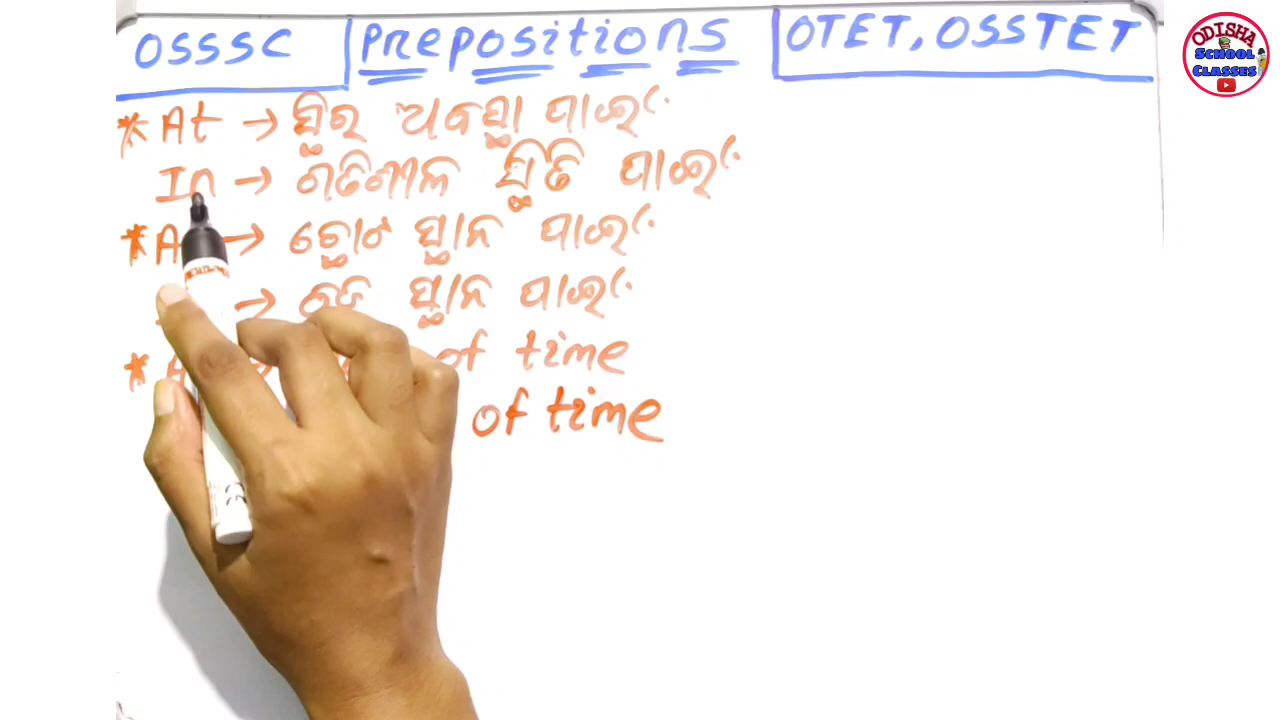 OSSSC
Prepositions
OTET, OSSTET
ODISHA
SCHOOL
CLASSES
* At → ସ୍ଥିର ଅବସ୍ଥା ପାଇଁ
In → ଗତିଶୀଳ ସ୍ଥିତି ପାଇଁ
* A → ଛୋଟ ସ୍ଥାନ ପାଇଁ
→ ବଡ ସ୍ଥାନ ପାଇଁ
* A of time
of time